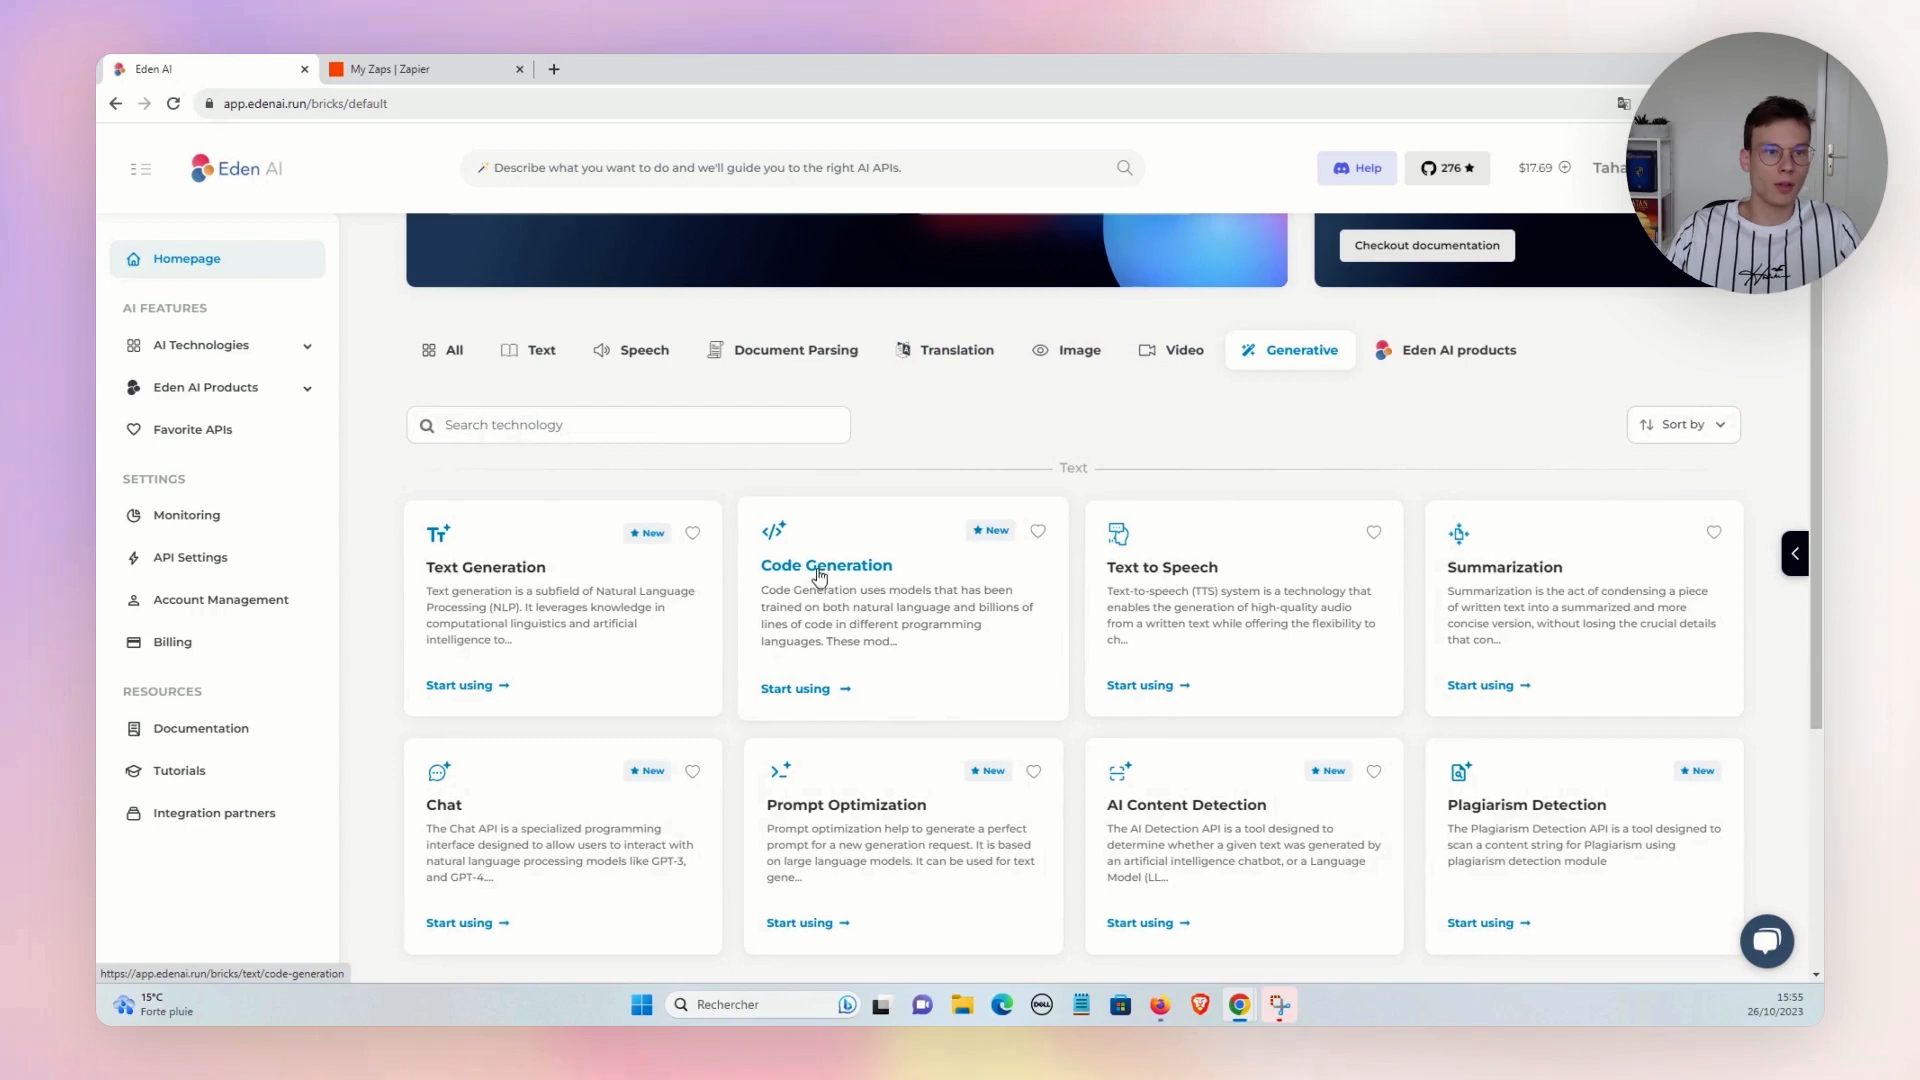 Eden AI
My Zaps | Zapier
app.edenai.run/bricks/default
Eden AI
Describe what you want to do and we'll guide you to the right AI APIs.
Help
276
$17.69
Taha
Homepage
AI FEATURES
AI Technologies
Eden AI Products
Favorite APIs
SETTINGS
Monitoring
API Settings
Account Management
Billing
RESOURCES
Documentation
Tutorials
Integration partners
Checkout documentation
All
Text
Speech
Document Parsing
Translation
Image
Video
Generative
Eden AI products
Search technology
Sort by
Text
New
Text Generation
Text generation is a subfield of Natural Language
Processing (NLP). It leverages knowledge in
computational linguistics and artificial
intelligence to...
Start using
New
Code Generation
Code Generation uses models that has been
trained on both natural language and billions of
lines of code in different programming
languages. These mod...
Start using
Text to Speech
Text-to-speech (TTS) system is a technology that
enables the generation of high-quality audio
from a written text while offering the flexibility to
ch...
Start using
Summarization
Summarization is the act of condensing a piece
of written text into a summarized and more
concise version, without losing the crucial details
that con...
Start using
New
Chat
The Chat API is a specialized programming
interface designed to allow users to interact with
natural language processing models like GPT-3,
and GPT-4....
Start using
New
Prompt Optimization
Prompt optimization help to generate a perfect
prompt for a new generation request. It is based
on large language models. It can be used for text
gene...
Start using
New
AI Content Detection
The AI Detection API is a tool designed to
determine whether a given text was generated by
an artificial intelligence chatbot, or a Language
Model (LL...
Start using
New
Plagiarism Detection
The Plagiarism Detection API is a tool designed to
scan a content string for Plagiarism using
plagiarism detection module
Start using
https://app.edenai.run/bricks/text/code-generation
15°C
Forte pluie
Rechercher
DELL
15:55
26/10/2023